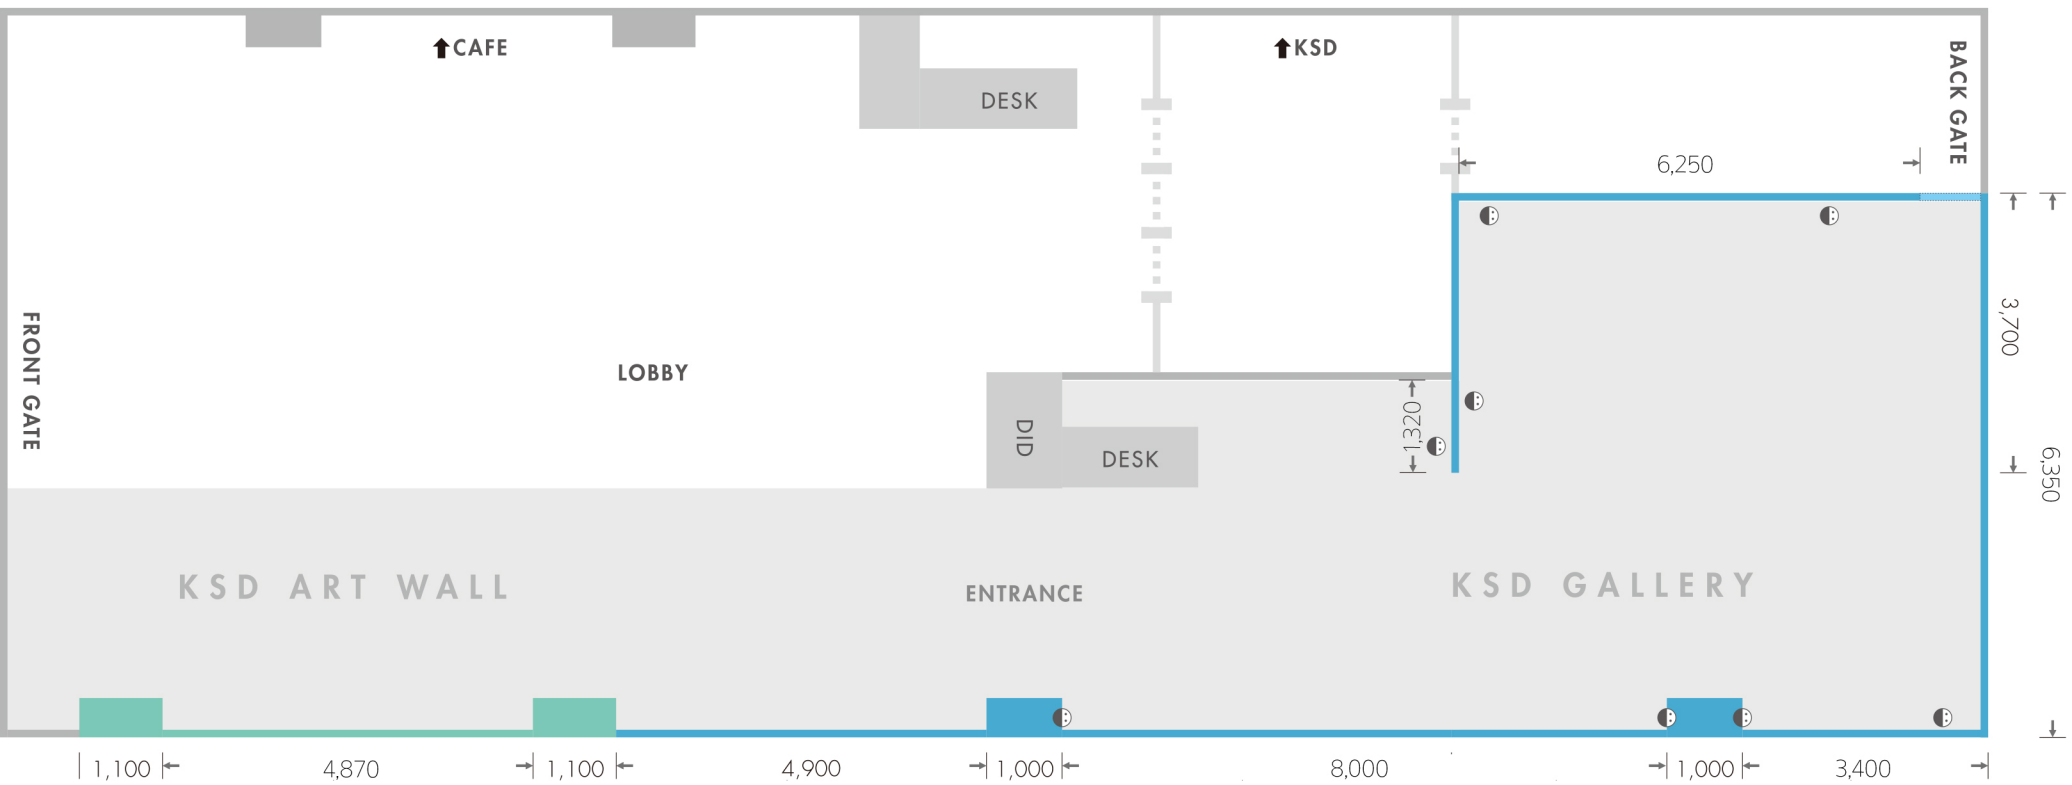 CAFE
KSD
DESK
BACK GATE
6,250
FRONT GATE
3,700
LOBBY
1,320
DID
DESK
6,350
KSD ART WALL
ENTRANCE
KSD GALLERY
1,100
4,870
1,100
4,900
1,000
8,000
1,000
3,400